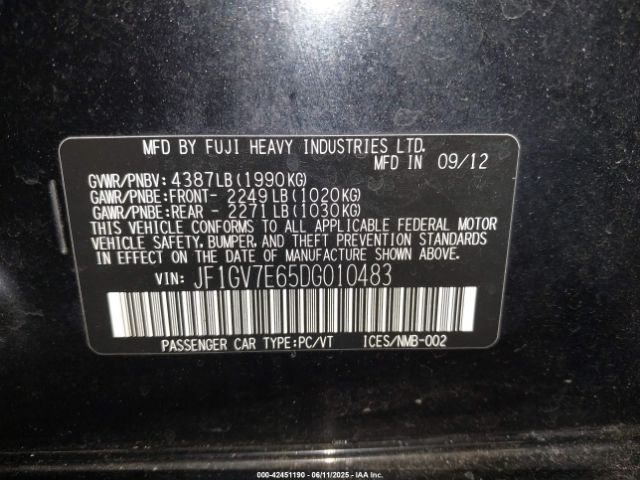 MFD BY FUJI HEAVY INDUSTRIES LTD.
MFD IN 09/12
GVWR/PNBV: 4387LB(1990KG)
GAWR/PNBE:FRONT- 2249LB(1020KG)
GAWR/PNBE:REAR - 2271LB(1030KG)
THIS VEHICLE CONFORMS TO ALL APPLICABLE FEDERAL MOTOR
VEHICLE SAFETY, BUMPER, AND THEFT PREVENTION STANDARDS
IN EFFECT ON THE DATE OF MANUFACTURE SHOWN ABOVE.
VIN: JF1GV7E65DG010483
PASSENGER CAR TYPE:PC/VT ICES/NMB-002
000-42451190 - 06/11/2025 - IAAI.COM